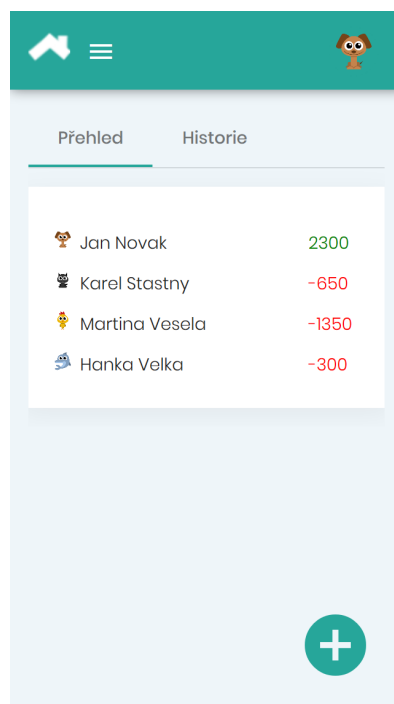 Přehled Historie
Jan Novak 2300
Karel Stastny -650
Martina Vesela -1350
Hanka Velka -300